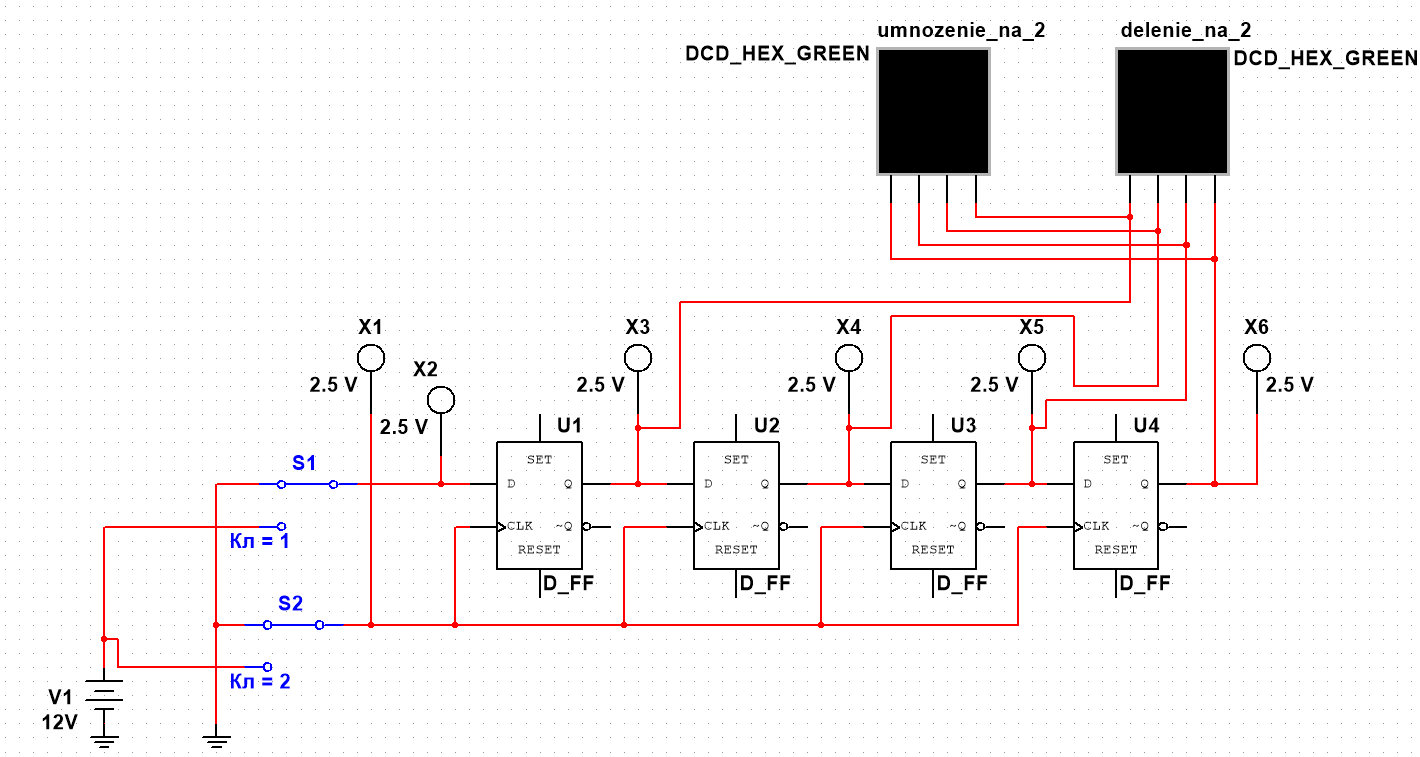 umnozenie_na_2
delenie_na_2
DCD_HEX_GREEN
DCD_HEX_GREEN
X1
X2
X3
X4
X5
X6
2.5 V
2.5 V
2.5 V
2.5 V
2.5 V
2.5 V
U1
U2
U3
U4
S1
SET
D Q
CLK ~Q
RESET
D_FF
SET
D Q
CLK ~Q
RESET
D_FF
SET
D Q
CLK ~Q
RESET
D_FF
SET
D Q
CLK ~Q
RESET
D_FF
Кл = 1
S2
Кл = 2
V1
12V